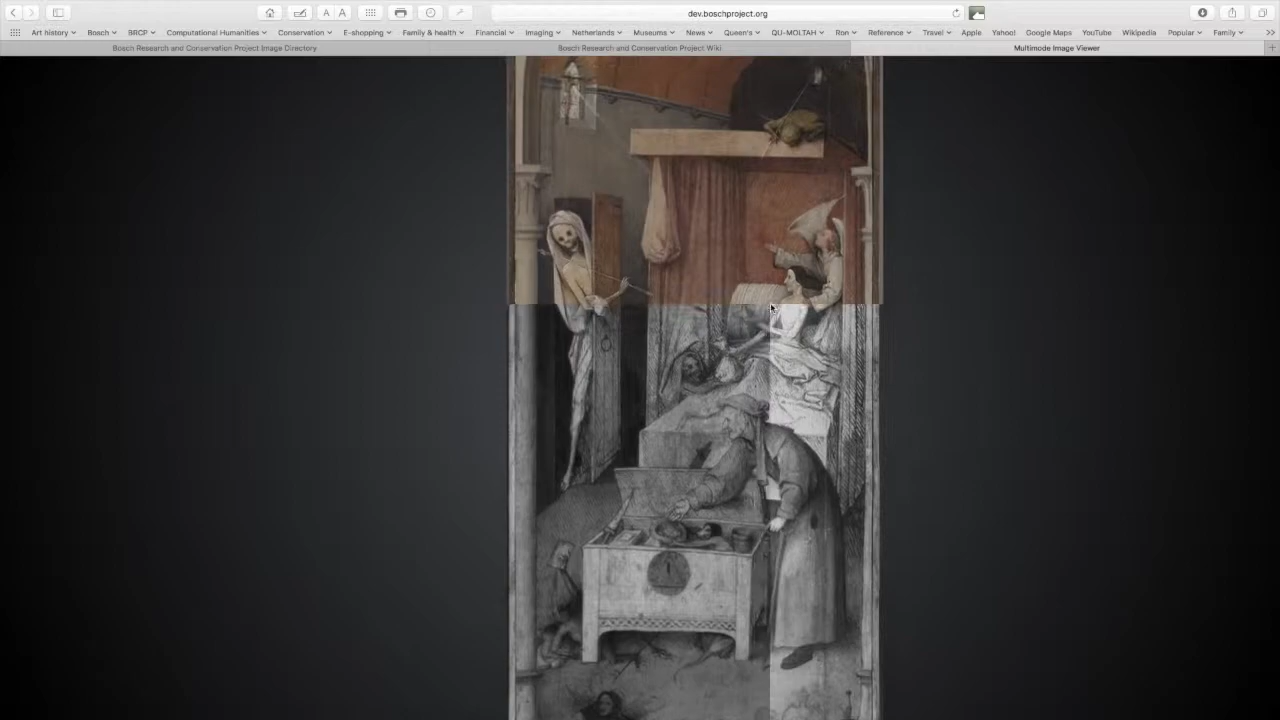 A A
dev.boschproject.org
Art history Bosch BRCP Computational Humanities Conservation E-shopping Family & health Financial Imaging Netherlands Museums News Queen's QU-MOLTAH Ron Reference Travel Apple Yahoo! Google Maps YouTube Wikipedia Popular Family
Bosch Research and Conservation Project Image Directory Bosch Research and Conservation Project Wiki Multimode Image Viewer